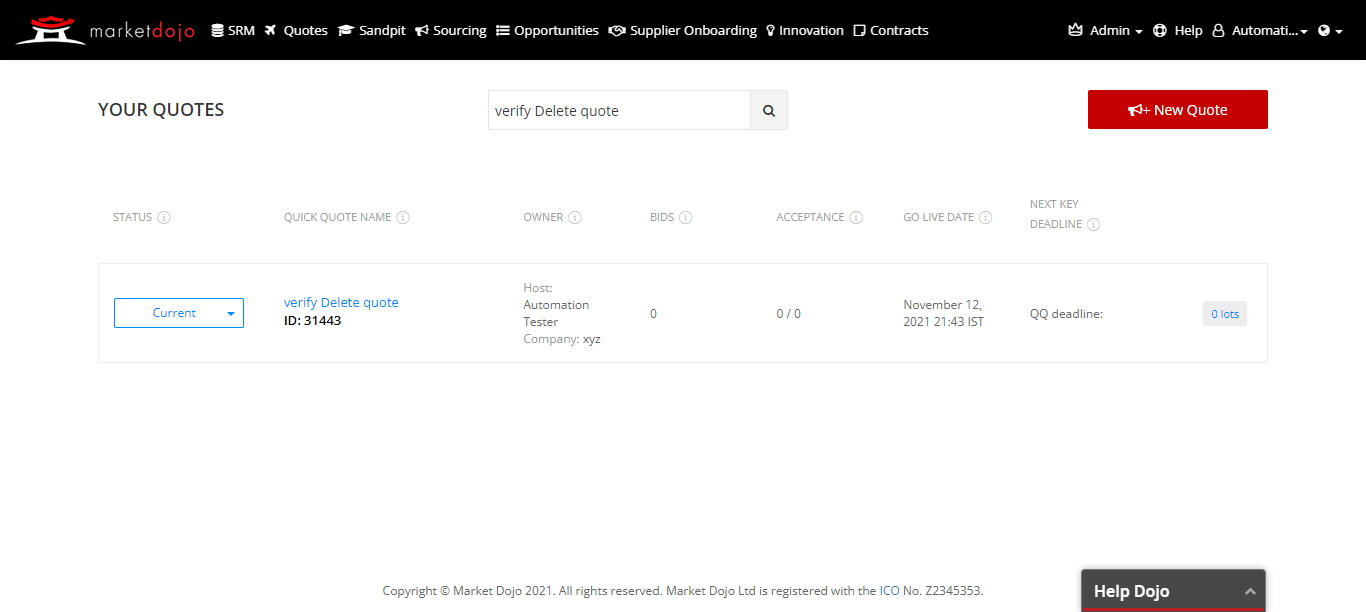 marketdojo SRM Quotes Sandpit Sourcing Opportunities Supplier Onboarding Innovation Contracts Admin Help Automati...
YOUR QUOTES verify Delete quote + New Quote
STATUS QUICK QUOTE NAME OWNER BIDS ACCEPTANCE GO LIVE DATE NEXT KEY
DEADLINE
Current verify Delete quote
ID: 31443
Host:
Automation
Tester
Company: xyz
0
0 / 0
November 12,
2021 21:43 IST
QQ deadline:
0 lots
Copyright © Market Dojo 2021. All rights reserved. Market Dojo Ltd is registered with the ICO No. Z2345353.
Help Dojo